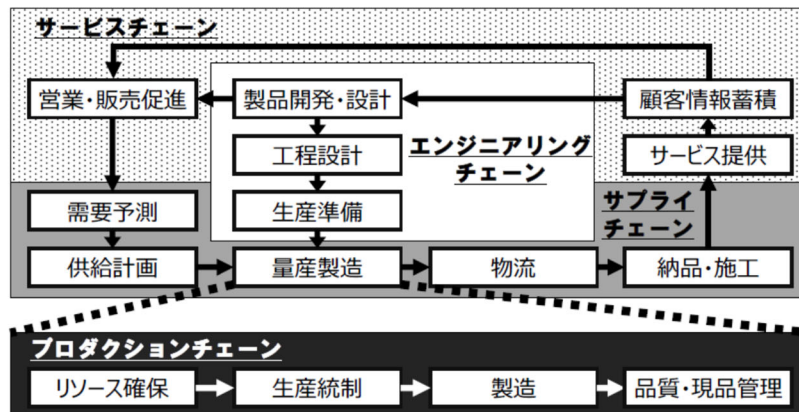 サービスチェーン
営業・販売促進
製品開発・設計
顧客情報蓄積
工程設計
エンジニアリング
チェーン
サービス提供
需要予測
生産準備
サプライ
チェーン
供給計画
量産製造
物流
納品・施工
プロダクションチェーン
リソース確保
生産統制
製造
品質・現品管理